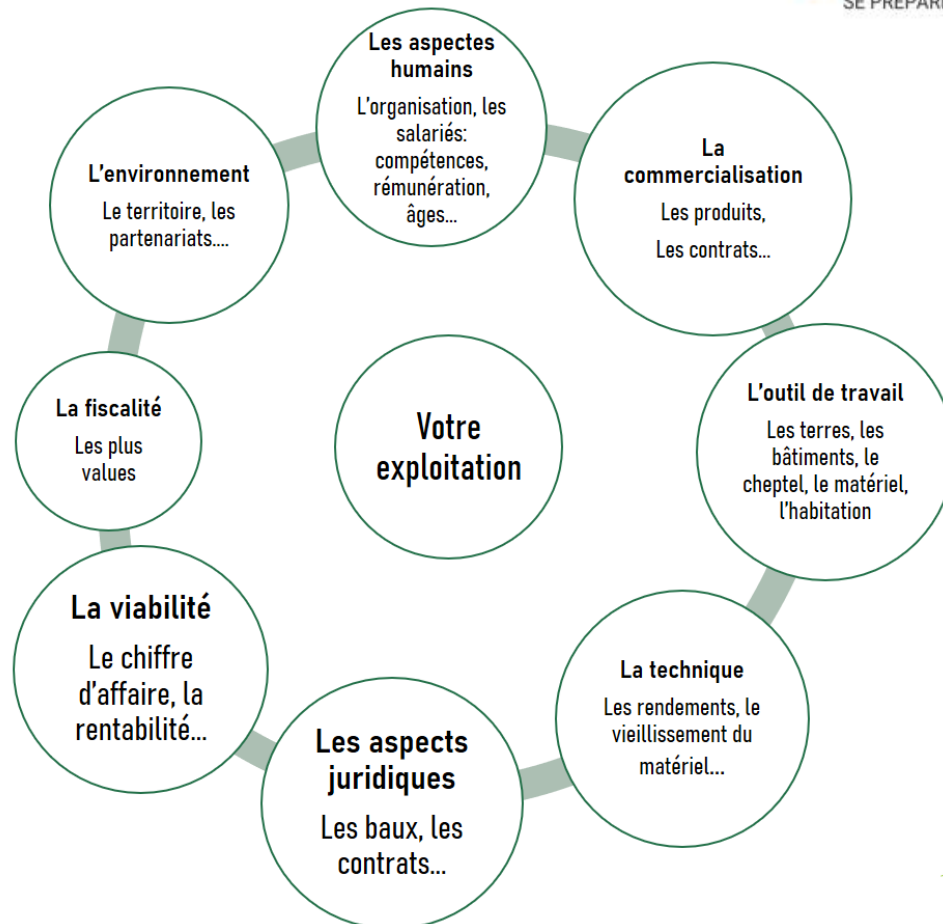 SE PRÉPARE
Les aspectes
humains
L'organisation, les
salariés:
compétences,
rémunération,
âges...
La
commercialisation
Les produits,
Les contrats...
L'environnement
Le territoire, les
partenariats....
L'outil de travail
Les terres, les
bâtiments, le
cheptel, le matériel,
l'habitation
La fiscalité
Les plus
values
Votre
exploitation
La viabilité
Le chiffre
d'affaire, la
rentabilité...
La technique
Les rendements, le
vieillissement du
matériel...
Les aspects
juridiques
Les baux, les
contrats...